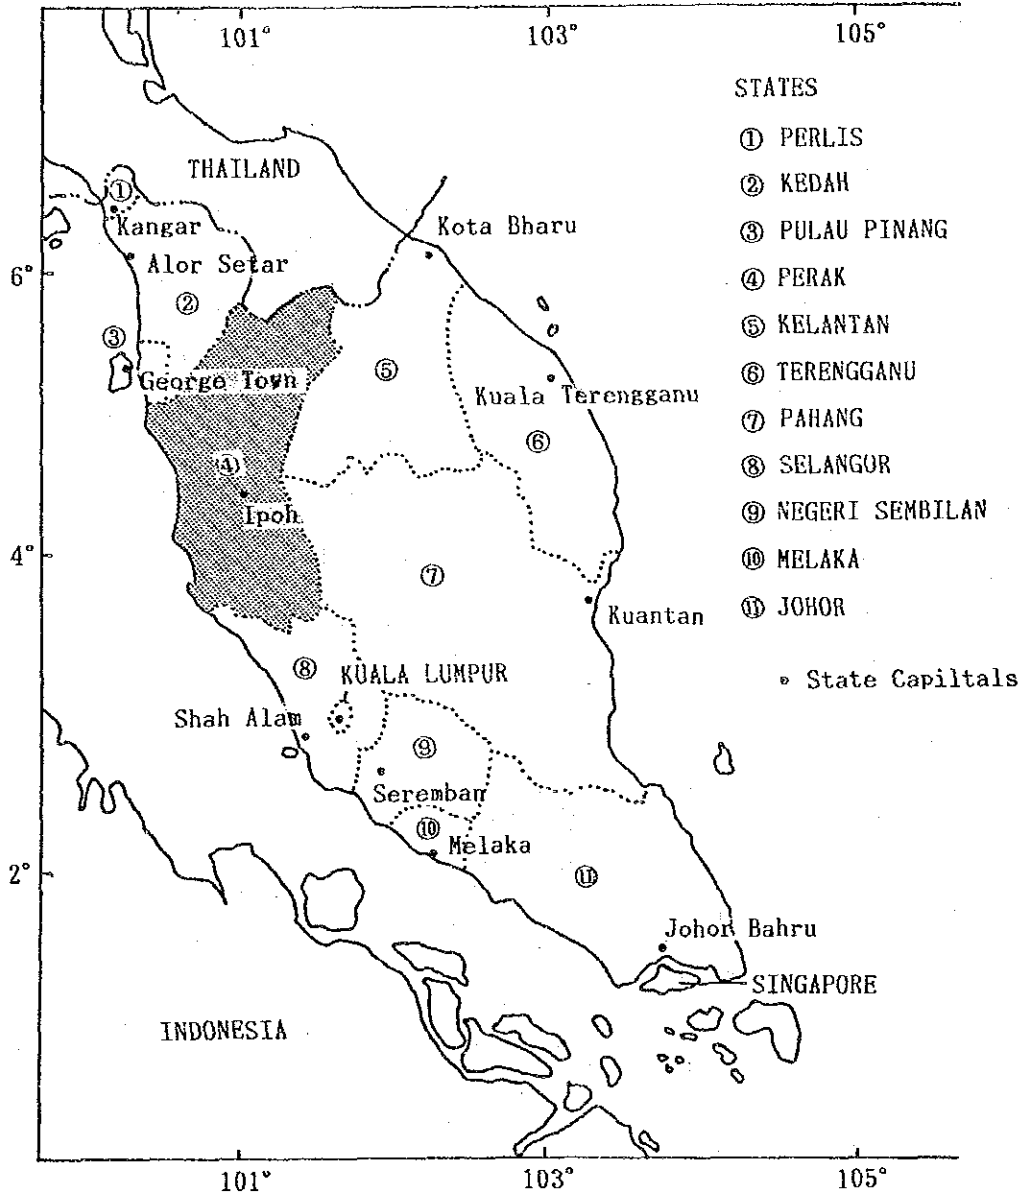 101° 103° 105°
STATES
① PERLIS
② KEDAH
③ PULAU PINANG
④ PERAK
⑤ KELANTAN
⑥ TERENGGANU
⑦ PAHANG
⑧ SELANGOR
⑨ NEGERI SEMBILAN
⑩ MELAKA
⑪ JOHOR
State Capiltals
THAILAND
①
Kangar
Kota Bharu
Alor Setar
6°
②
③
George Town
⑤
Kuala Terengganu
⑥
④
Ipoh
4°
⑦
Kuantan
⑧
KUALA LUMPUR
Shah Alam
⑨
Seremban
⑩
Melaka
2°
⑪
Johor Bahru
SINGAPORE
INDONESIA
101° 103° 105°